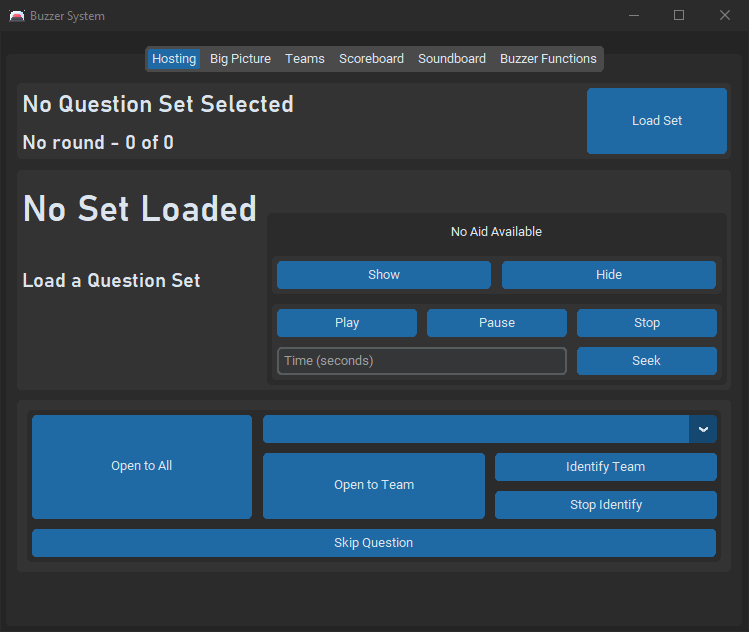 Buzzer System
Hosting Big Picture Teams Scoreboard Soundboard Buzzer Functions
No Question Set Selected
Load Set
No round - 0 of 0
No Set Loaded
No Aid Available
Load a Question Set
Show Hide
Play Pause Stop
Time (seconds) Seek
Open to All
Open to Team
Identify Team
Stop Identify
Skip Question